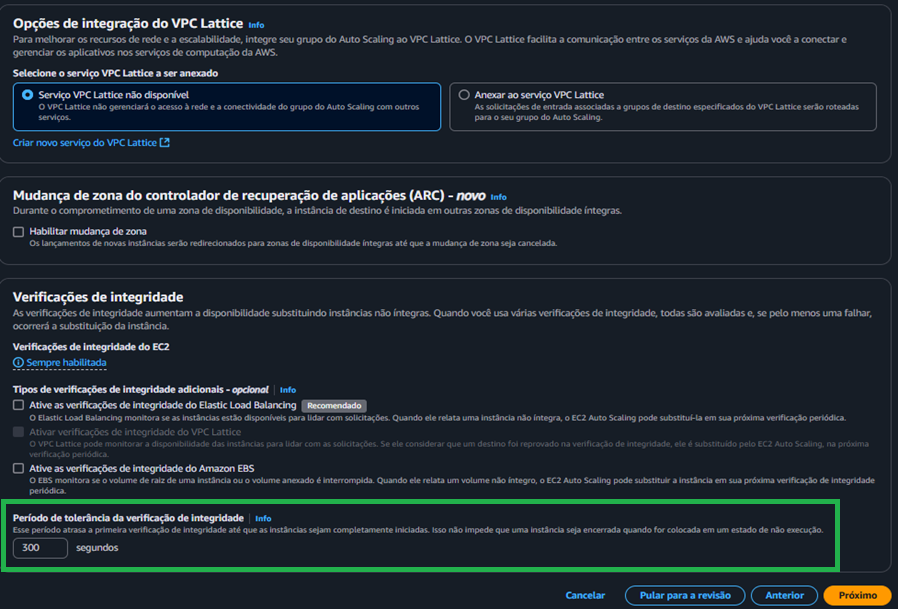 Opções de integração do VPC Lattice Info
Para melhorar os recursos de rede e a escalabilidade, integre seu grupo do Auto Scaling ao VPC Lattice. O VPC Lattice facilita a comunicação entre os serviços da AWS e ajuda você a conectar e
gerenciar os aplicativos nos serviços de computação da AWS.
Selecione o serviço VPC Lattice a ser anexado
Serviço VPC Lattice não disponível
O VPC Lattice não gerenciará o acesso à rede e a conectividade do grupo do Auto Scaling com outros
serviços.
Anexar ao serviço VPC Lattice
As solicitações de entrada associadas a grupos de destino especificados do VPC Lattice serão roteadas
para o seu grupo do Auto Scaling.
Criar novo serviço do VPC Lattice
Mudança de zona do controlador de recuperação de aplicações (ARC) - novo Info
Durante o comprometimento de uma zona de disponibilidade, a instância de destino é iniciada em outras zonas de disponibilidade íntegras.
Habilitar mudança de zona
Os lançamentos de novas instâncias serão redirecionados para zonas de disponibilidade íntegras até que a mudança de zona seja cancelada.
Verificações de integridade
As verificações de integridade aumentam a disponibilidade substituindo instâncias não íntegras. Quando você usa várias verificações de integridade, todas são avaliadas e, se pelo menos uma falhar,
ocorrerá a substituição da instância.
Verificações de integridade do EC2
Sempre habilitada
Tipos de verificações de integridade adicionais - opcional Info
Ative as verificações de integridade do Elastic Load Balancing Recomendado
O Elastic Load Balancing monitora se as instâncias estão disponíveis para lidar com solicitações. Quando ele relata uma instância não íntegra, o EC2 Auto Scaling pode substituí-la em sua próxima verificação periódica.
Ativar verificações de integridade do VPC Lattice
O VPC Lattice pode monitorar a disponibilidade das instâncias para lidar com as solicitações. Se ele considerar que um destino foi reprovado na verificação de integridade, ele é substituído pelo EC2 Auto Scaling, na próxima
verificação periódica.
Ative as verificações de integridade do Amazon EBS
O EBS monitora se o volume de raiz de uma instância ou o volume anexado é interrompida. Quando ele relata um volume não íntegro, o EC2 Auto Scaling pode substituir a instância em sua próxima verificação de integridade
periódica.
Período de tolerância da verificação de integridade Info
Esse período atrasa a primeira verificação de integridade até que as instâncias sejam completamente iniciadas. Isso não impede que uma instância seja encerrada quando for colocada em um estado de não execução.
300 segundos
Cancelar Pular para a revisão Anterior Próximo